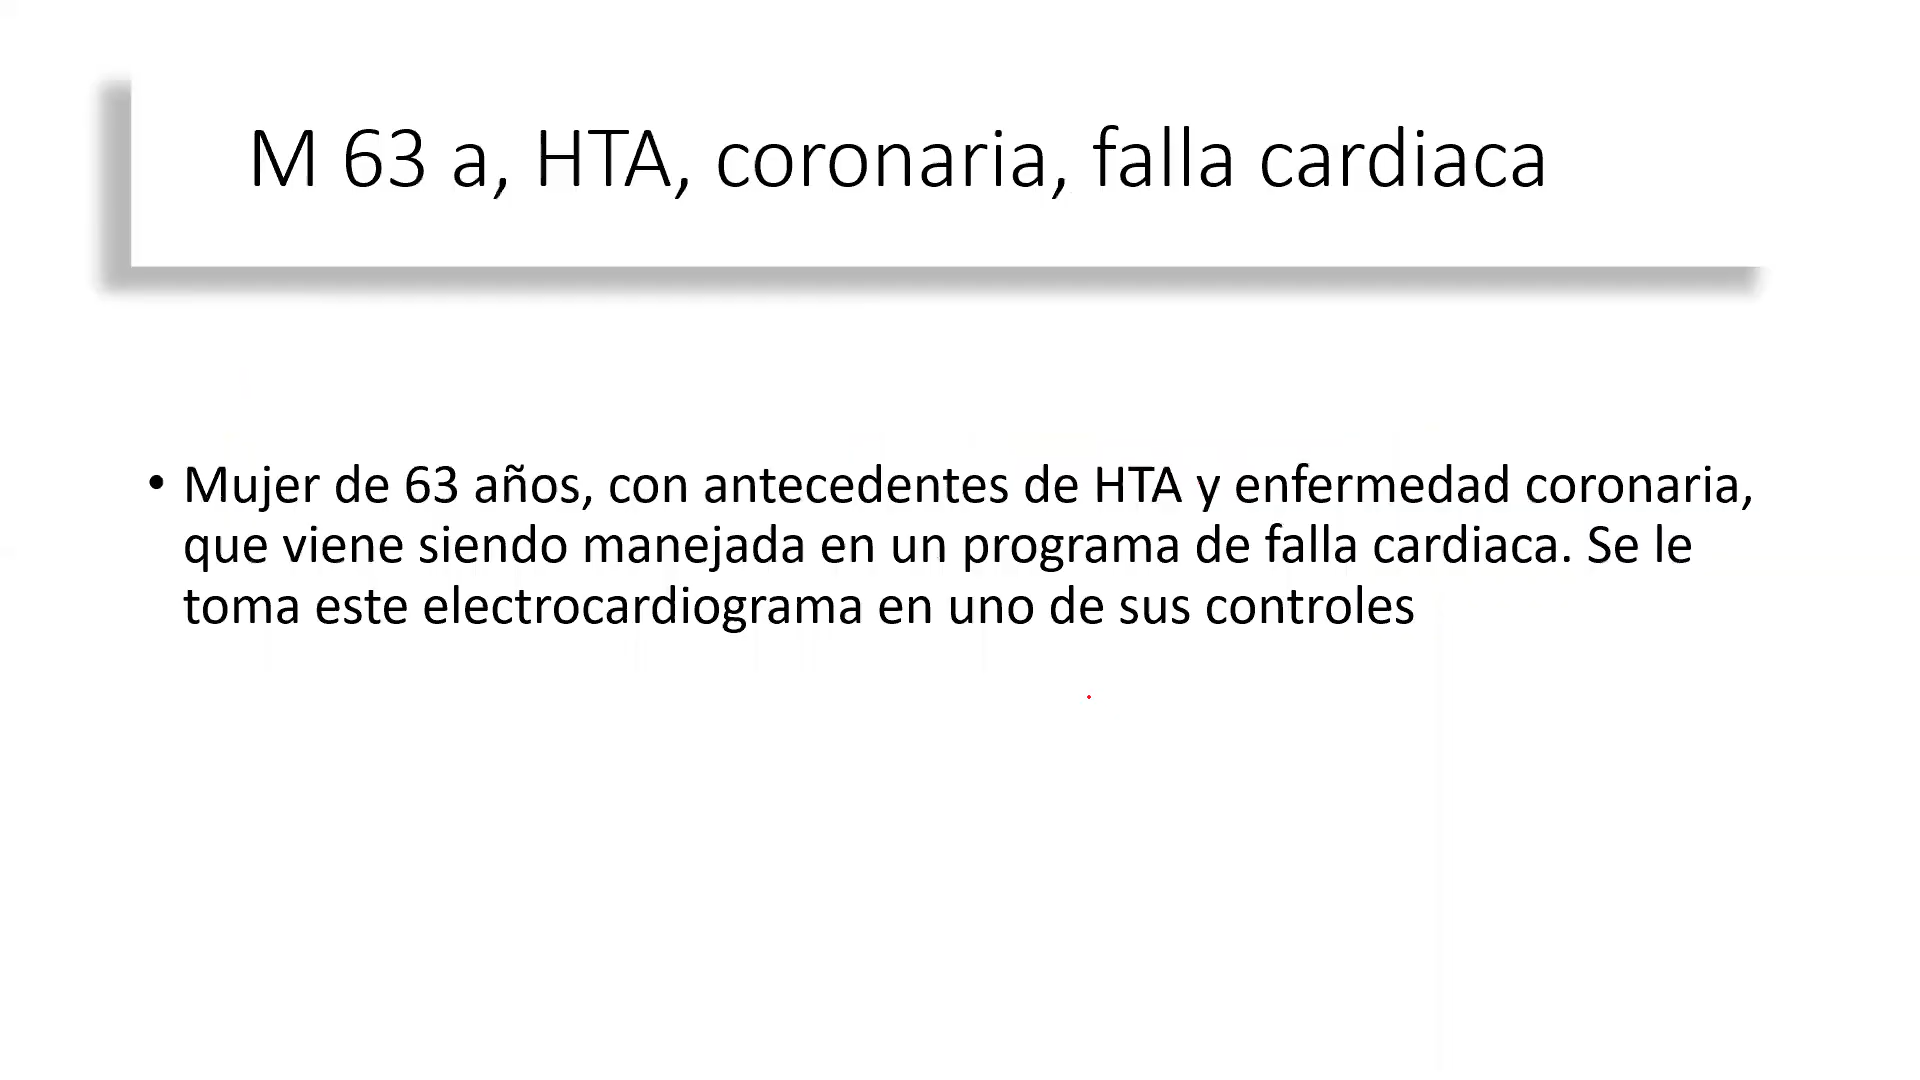 M 63 a, HTA, coronaria, falla cardiaca
• Mujer de 63 años, con antecedentes de HTA y enfermedad coronaria,
que viene siendo manejada en un programa de falla cardiaca. Se le
toma este electrocardiograma en uno de sus controles